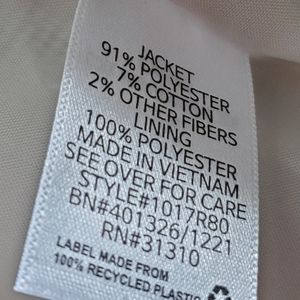 JACKET
91% POLYESTER
7% COTTON
2% OTHER FIBERS
LINING
100% POLYESTER
MADE IN VIETNAM
SEE OVER FOR CARE
STYLE#1017R80
BN#401326/1221
RN#31310
LABEL MADE FROM
100% RECYCLED PLASTIC